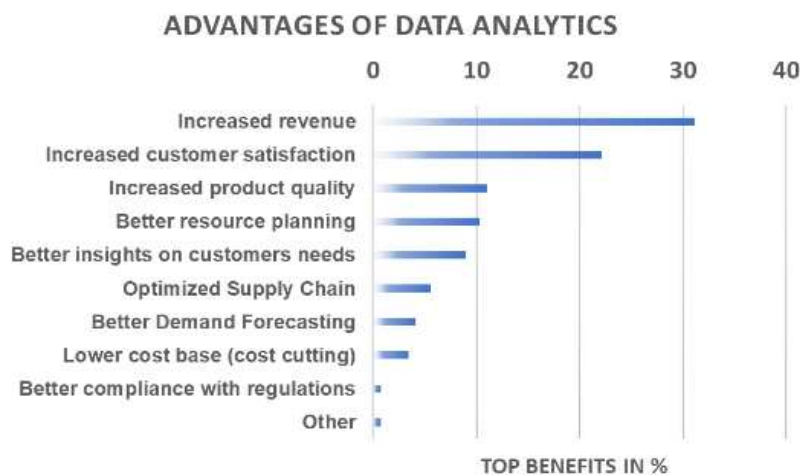 ADVANTAGES OF DATA ANALYTICS
0 10 20 30 40
Increased revenue
Increased customer satisfaction
Increased product quality
Better resource planning
Better insights on customers needs
Optimized Supply Chain
Better Demand Forecasting
Lower cost base (cost cutting)
Better compliance with regulations
Other
TOP BENEFITS IN %